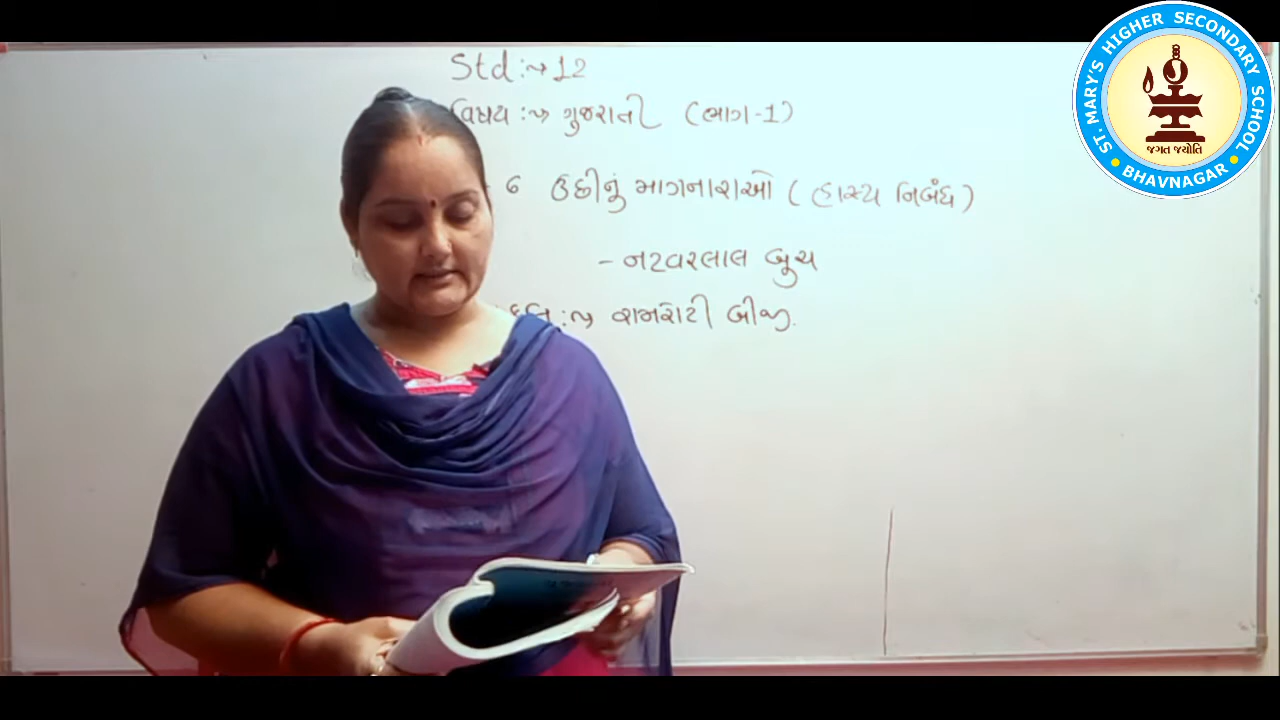 Std :~> 12
વિષય :~> ગુજરાતી (ભાગ-1)
6 ઉછીનું માગનારાઓ (હાસ્ય નિબંધ)
- નટવરલાલ બુચ
:~> રામરોટી બીજી.
ST. MARY'S HIGHER SECONDARY SCHOOL
BHAVNAGAR
જગત જ્યોતિ